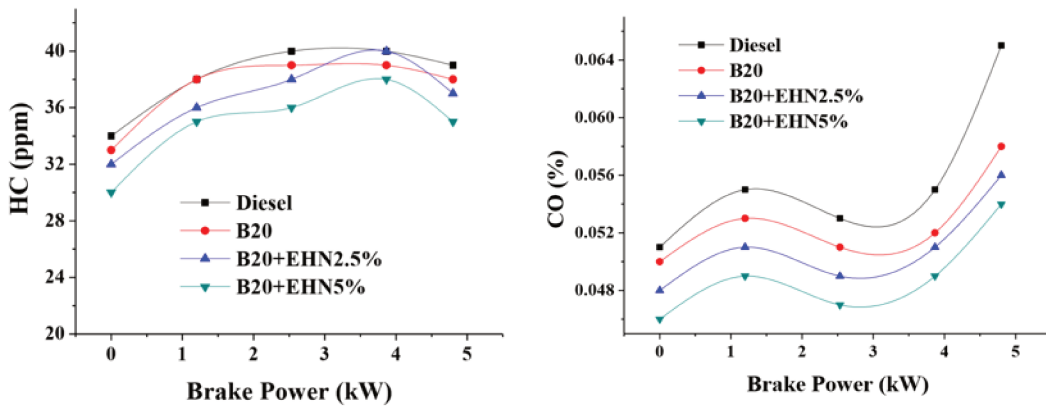 HC (ppm)
40
36
32
28
24
20
Diesel
B20
B20+EHN2.5%
B20+EHN5%
0 1 2 3 4 5
Brake Power (kW)
CO (%)
0.064
0.060
0.056
0.052
0.048
Diesel
B20
B20+EHN2.5%
B20+EHN5%
0 1 2 3 4 5
Brake Power (kW)